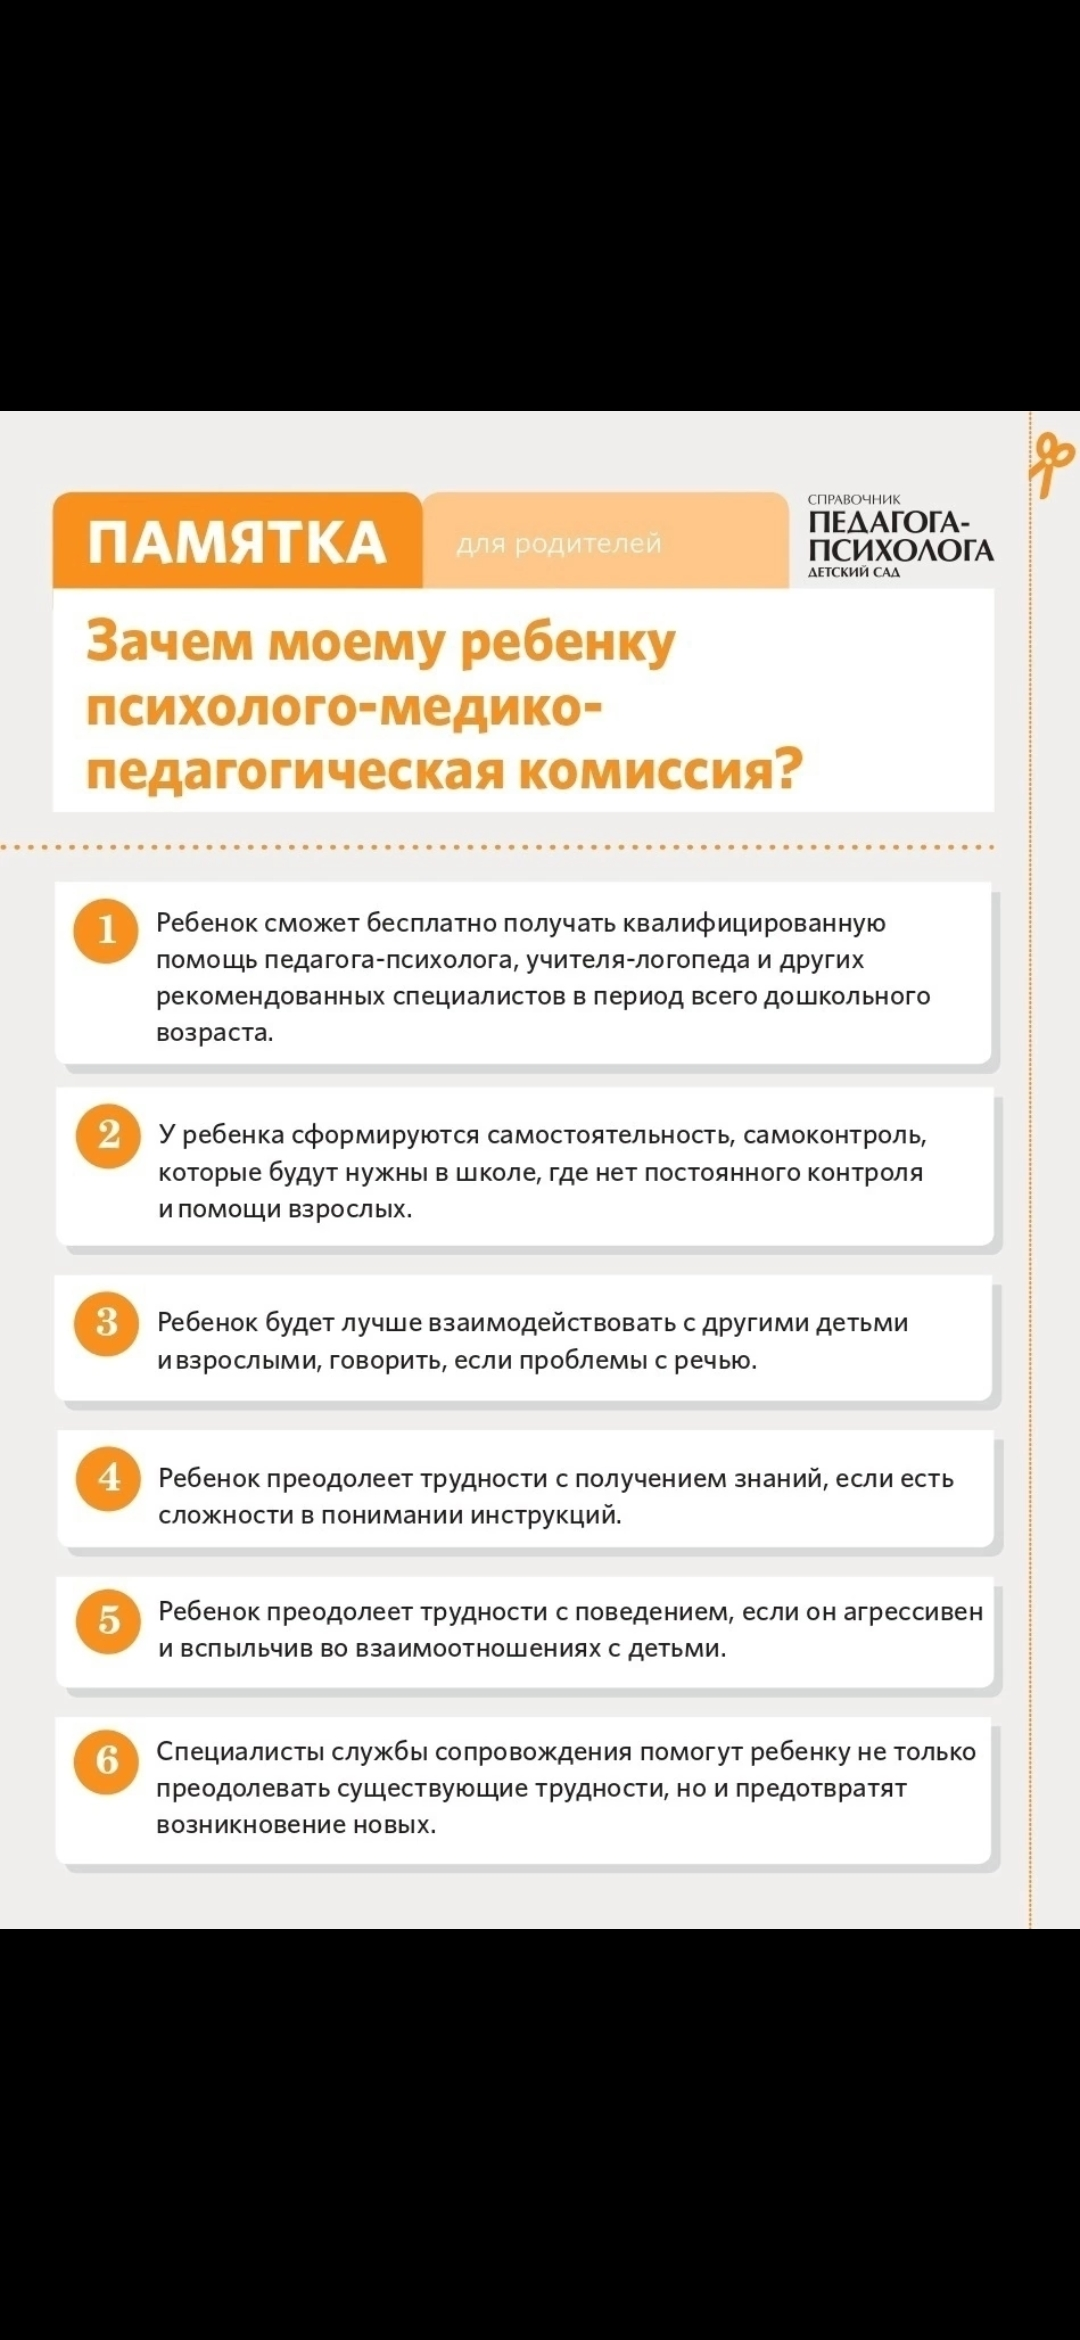 ПАМЯТКА
для родителей
СПРАВОЧНИК
ПЕДАГОГА-
ПСИХОЛОГА
ДЕТСКИЙ САД
Зачем моему ребенку
психолого-медико-
педагогическая комиссия?
1
Ребенок сможет бесплатно получать квалифицированную
помощь педагога-психолога, учителя-логопеда и других
рекомендованных специалистов в период всего дошкольного
возраста.
2
У ребенка сформируются самостоятельность, самоконтроль,
которые будут нужны в школе, где нет постоянного контроля
и помощи взрослых.
3
Ребенок будет лучше взаимодействовать с другими детьми
и взрослыми, говорить, если проблемы с речью.
4
Ребенок преодолеет трудности с получением знаний, если есть
сложности в понимании инструкций.
5
Ребенок преодолеет трудности с поведением, если он агрессивен
и вспыльчив во взаимоотношениях с детьми.
6
Специалисты службы сопровождения помогут ребенку не только
преодолевать существующие трудности, но и предотвратят
возникновение новых.